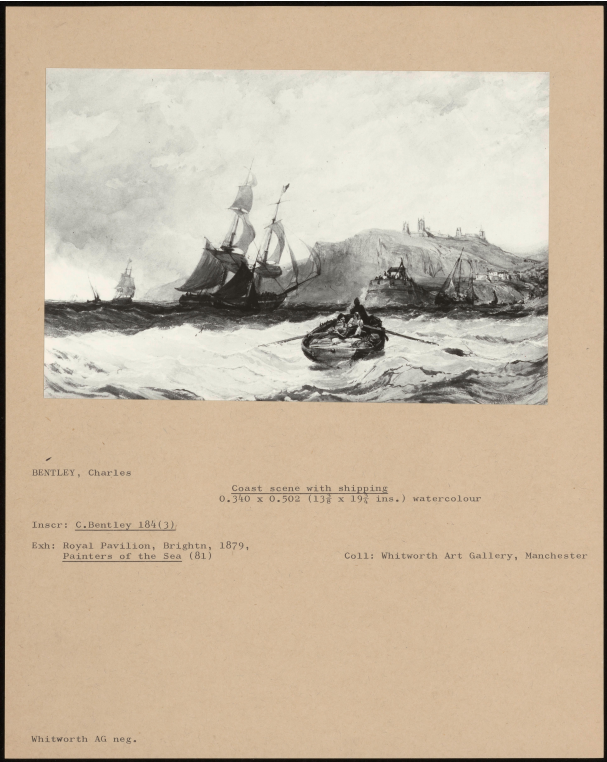 BENTLEY, Charles
Coast scene with shipping
0.340 x 0.502 (13⅜ x 19¾ ins.) watercolour
Inscr: C.Bentley 184(3)
Exh: Royal Pavilion, Brightn, 1879,
Painters of the Sea (81)
Coll: Whitworth Art Gallery, Manchester
Whitworth AG neg.